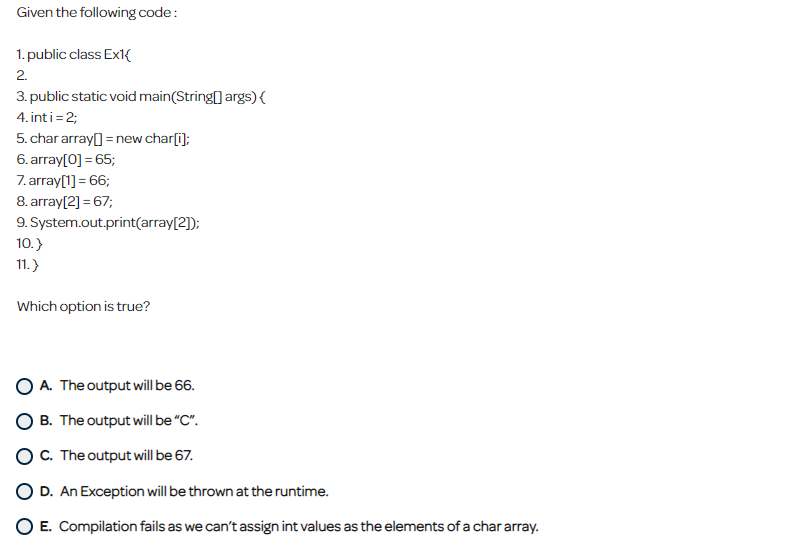 Given the following code :
1. public class Ex1{
2.
3. public static void main(String[] args) {
4. int i = 2;
5. char array[] = new char[i];
6. array[0] = 65;
7. array[1] = 66;
8. array[2] = 67;
9. System.out.print(array[2]);
10. }
11. }
Which option is true?
A. The output will be 66.
B. The output will be “C”.
C. The output will be 67.
D. An Exception will be thrown at the runtime.
E. Compilation fails as we can’t assign int values as the elements of a char array.